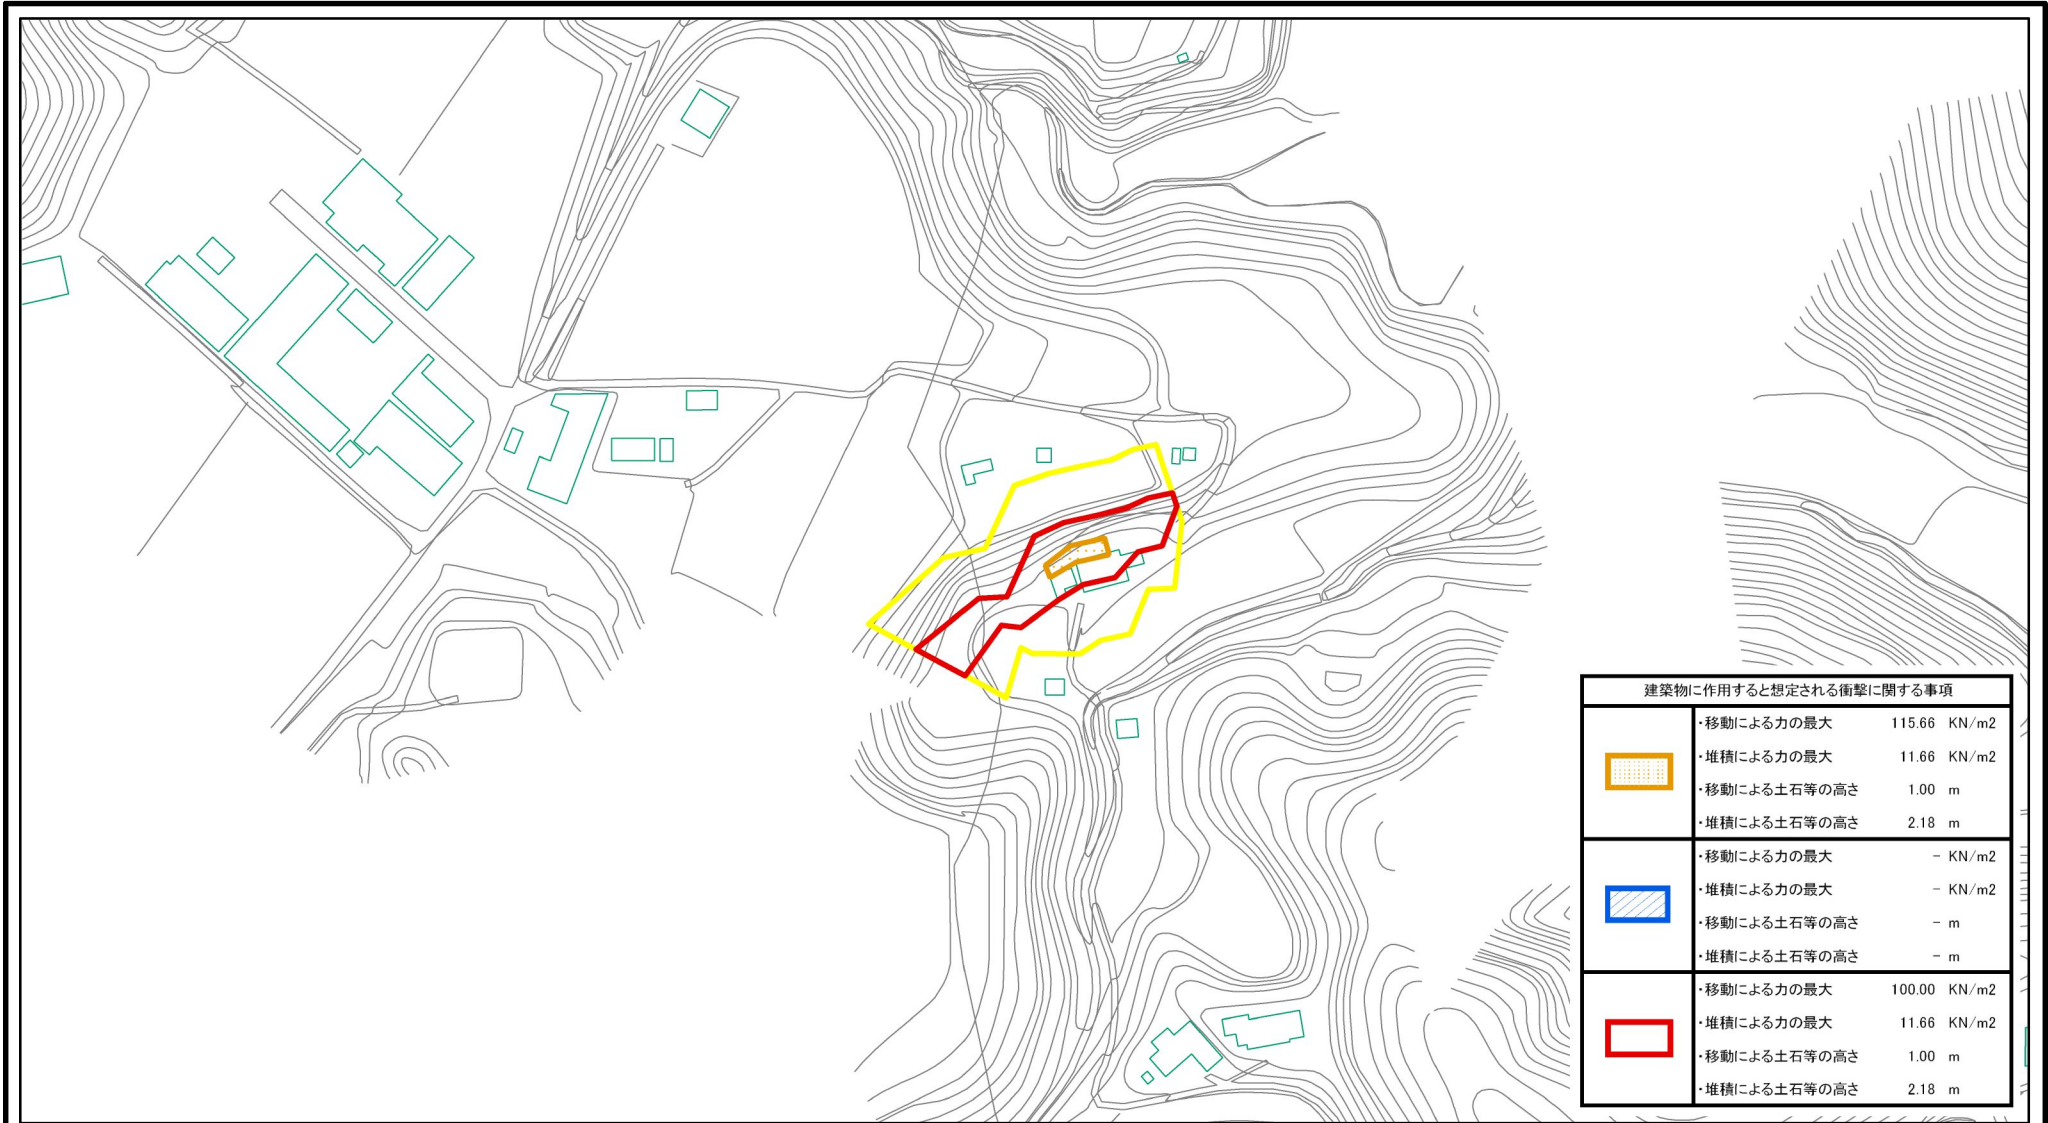 建築物に作用すると想定される衝撃に関する事項
・移動による力の最大 115.66 KN/m2
・堆積による力の最大 11.66 KN/m2
・移動による土石等の高さ 1.00 m
・堆積による土石等の高さ 2.18 m
・移動による力の最大 - KN/m2
・堆積による力の最大 - KN/m2
・移動による土石等の高さ - m
・堆積による土石等の高さ - m
・移動による力の最大 100.00 KN/m2
・堆積による力の最大 11.66 KN/m2
・移動による土石等の高さ 1.00 m
・堆積による土石等の高さ 2.18 m